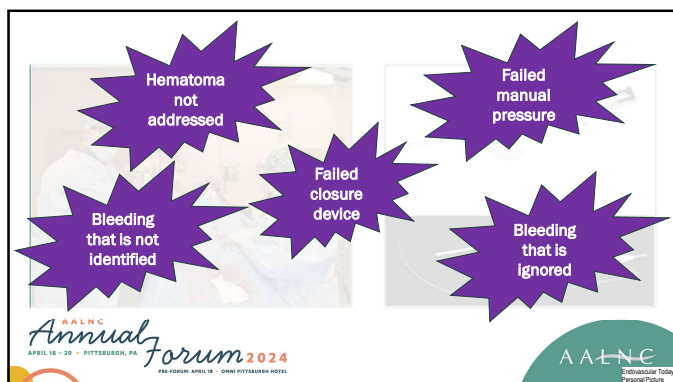 Hematoma
not
addressed
Failed
manual
pressure
Failed
closure
device
Bleeding
that is not
identified
Bleeding
that is
ignored
AALNC
Annual
Forum 2024
APRIL 18 - 20 • PITTSBURGH, PA
PRE-FORUM: APRIL 18 • OMNI PITTSBURGH HOTEL
AALNC
Endovascular Today
Personal Picture